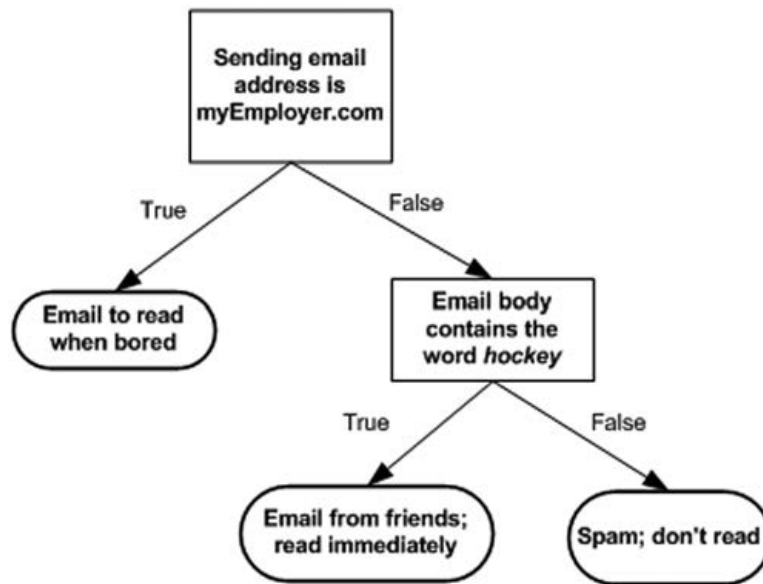 Sending email
address is
myEmployer.com
True
False
Email to read
when bored
Email body
contains the
word hockey
True
False
Email from friends;
read immediately
Spam; don't read